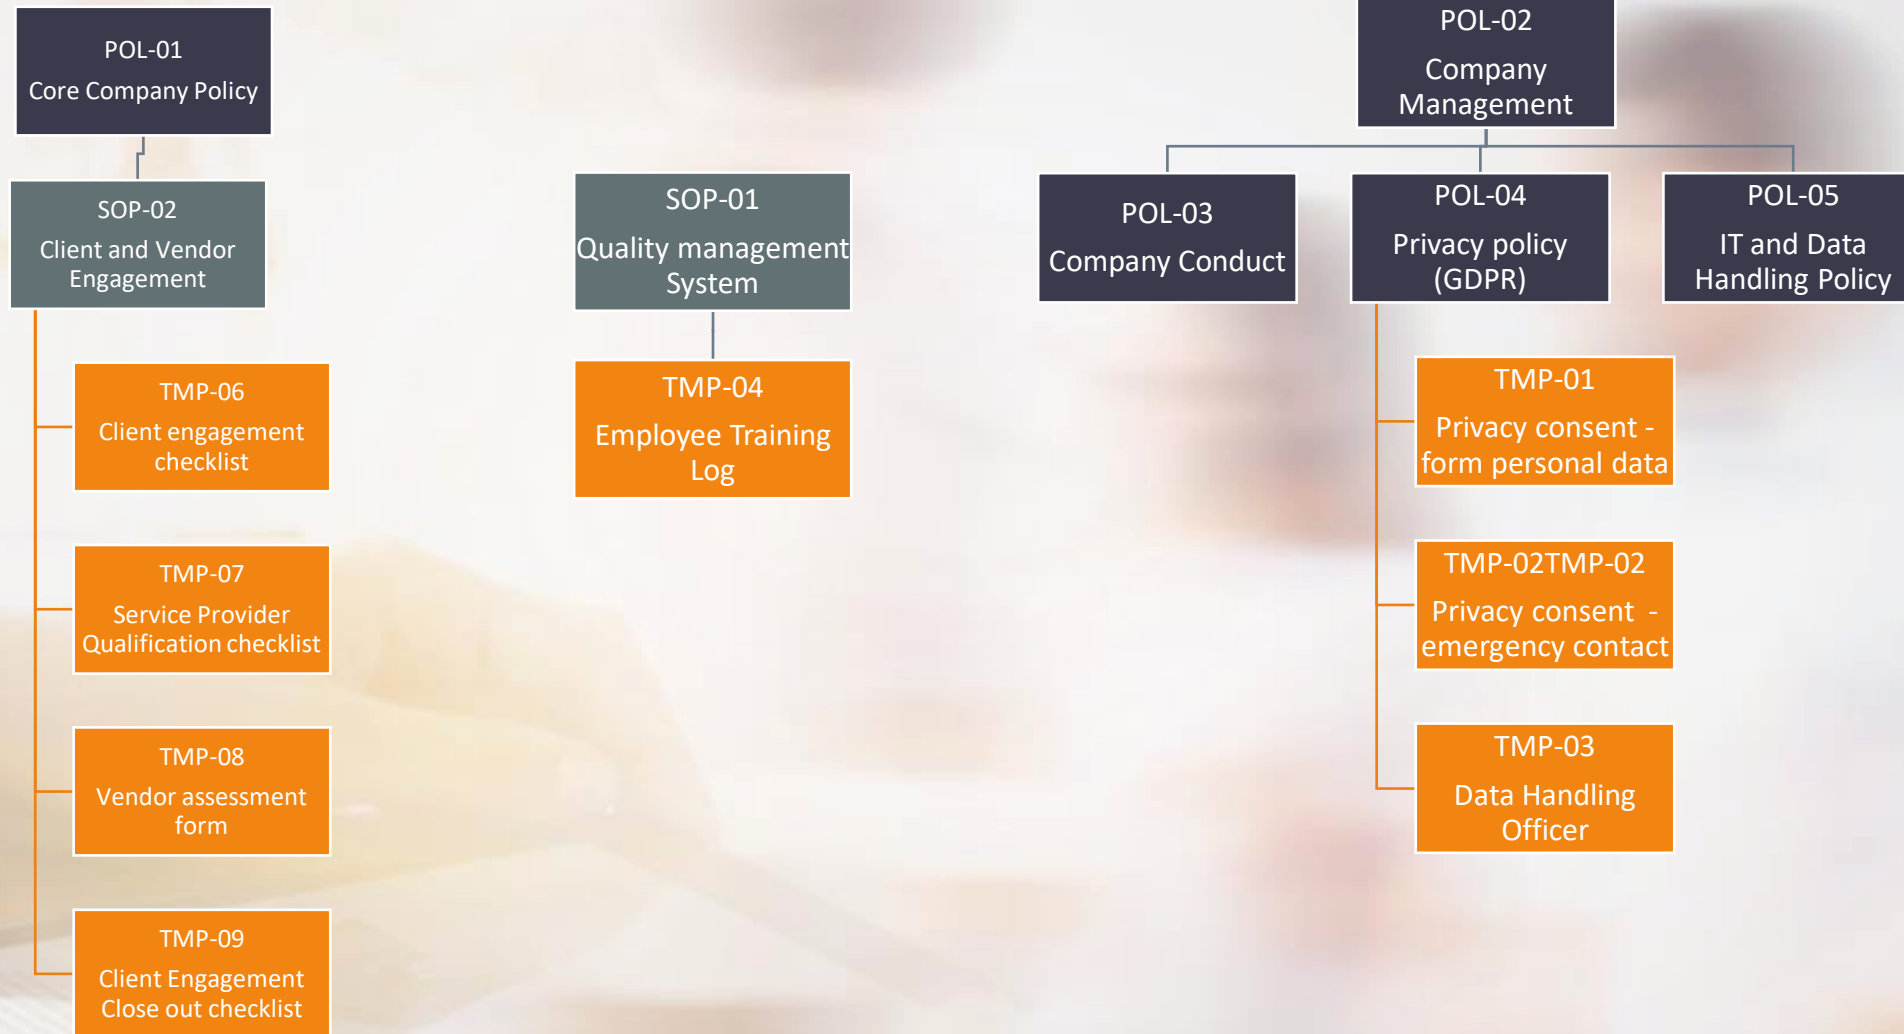 POL-01
Core Company Policy
SOP-02
Client and Vendor
Engagement
TMP-06
Client engagement
checklist
TMP-07
Service Provider
Qualification checklist
TMP-08
Vendor assessment
form
TMP-09
Client Engagement
Close out checklist
SOP-01
Quality management
System
TMP-04
Employee Training
Log
POL-02
Company
Management
POL-03
Company Conduct
POL-04
Privacy policy
(GDPR)
TMP-01
Privacy consent -
form personal data
TMP-02TMP-02
Privacy consent  -
emergency contact
TMP-03
Data Handling
Officer
POL-05
IT and Data
Handling Policy